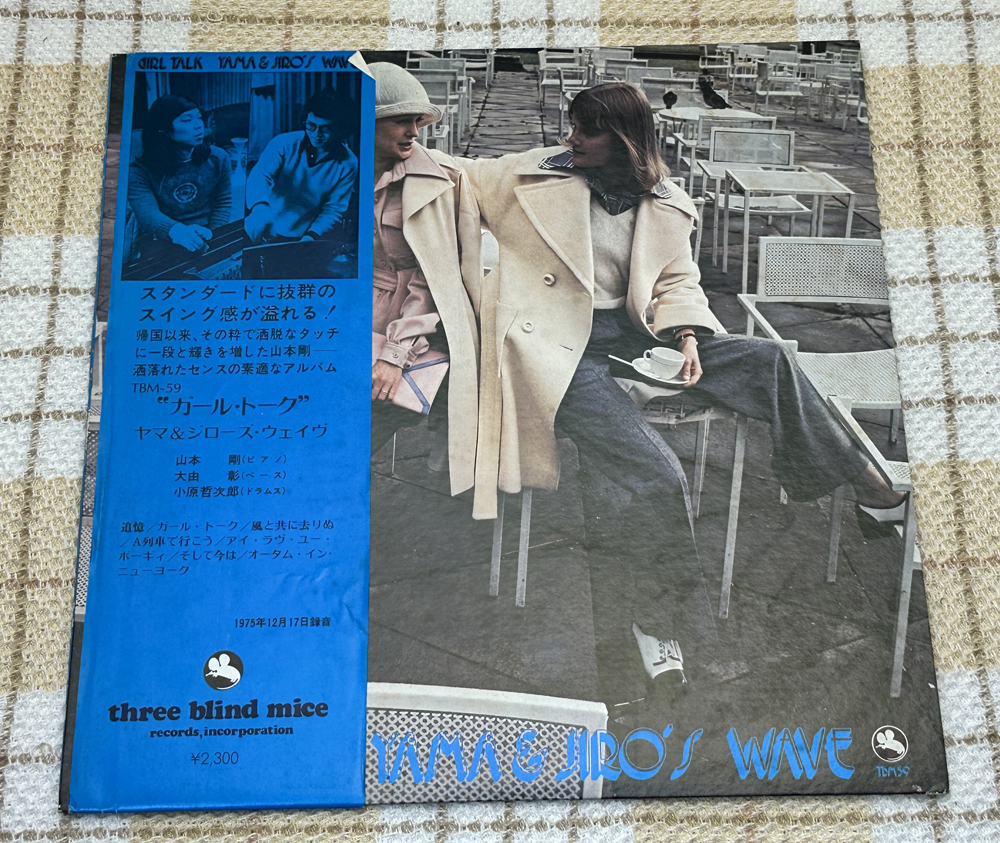 GIRL TALK YAMA & JIRO'S WAV
スタンダードに抜群の
スイング感が溢れる!
帰国以来、その粋で洒脱なタッチ
に一段と輝きを増した山本剛——
洒落れたセンスの素適なアルバム
TBM-59
“ガール・トーク”
ヤマ&ジローズ・ウェイヴ
山本 剛(ピアノ)
大由 彰(ベース)
小原哲次郎(ドラムス)
追憶/ガール・トーク/風と共に去りぬ
/A列車で行こう/アイ・ラヴ・ユー・
ポーギィ/そして今は/オータム・イン・
ニューヨーク
1975年12月17日録音
three blind mice
records, incorporation
¥2,300
YAMA & JIRO'S WAVE
TBM59